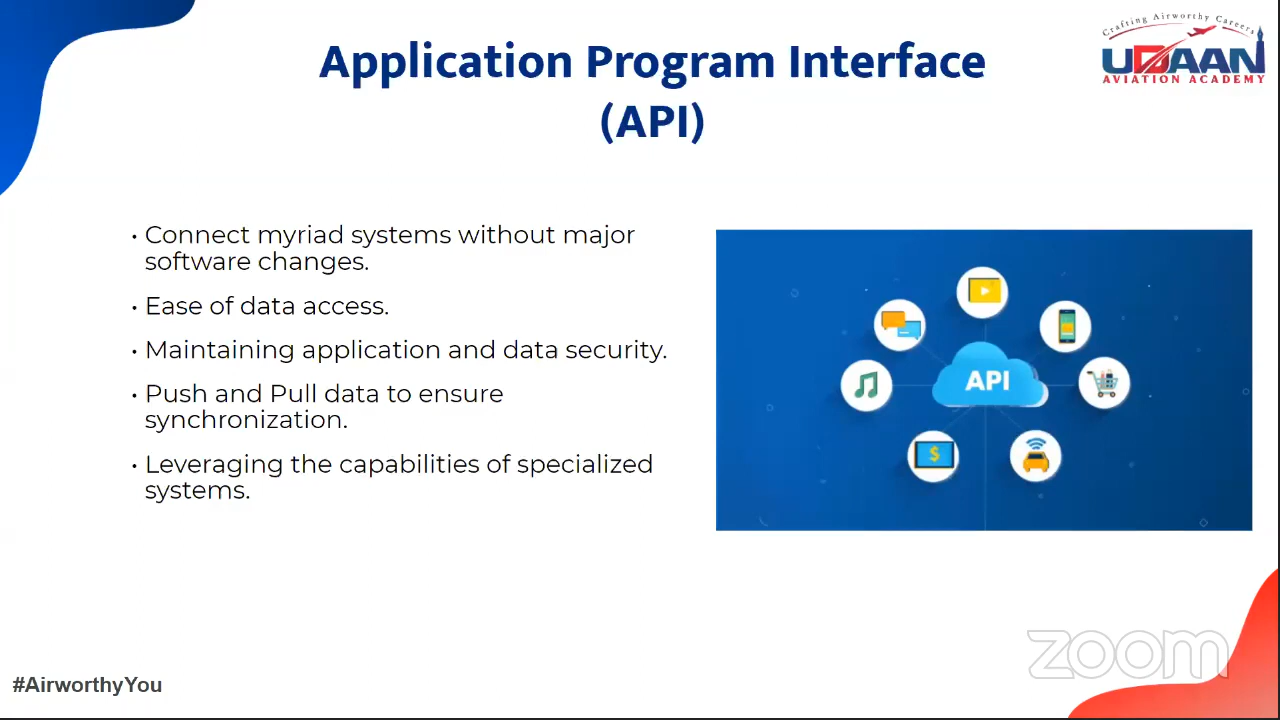 Crafting Airworthy Careers
UDAAN
AVIATION ACADEMY
Application Program Interface
(API)
• Connect myriad systems without major
software changes.
• Ease of data access.
• Maintaining application and data security.
• Push and Pull data to ensure
synchronization.
• Leveraging the capabilities of specialized
systems.
API
$
zoom
#AirworthyYou